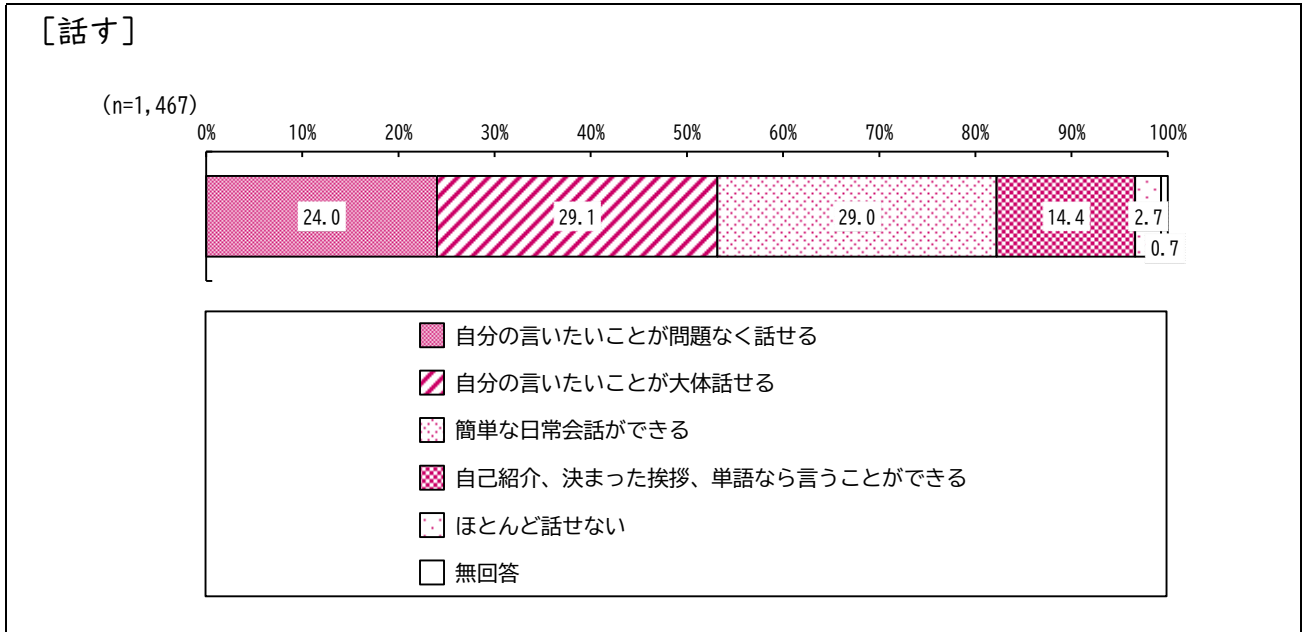 ［話す］
(n=1,467)
0% 10% 20% 30% 40% 50% 60% 70% 80% 90% 100%
24.0 29.1 29.0 14.4 2.7
0.7
自分の言いたいことが問題なく話せる
自分の言いたいことが大体話せる
簡単な日常会話ができる
自己紹介、決まった挨拶、単語なら言うことができる
ほとんど話せない
無回答